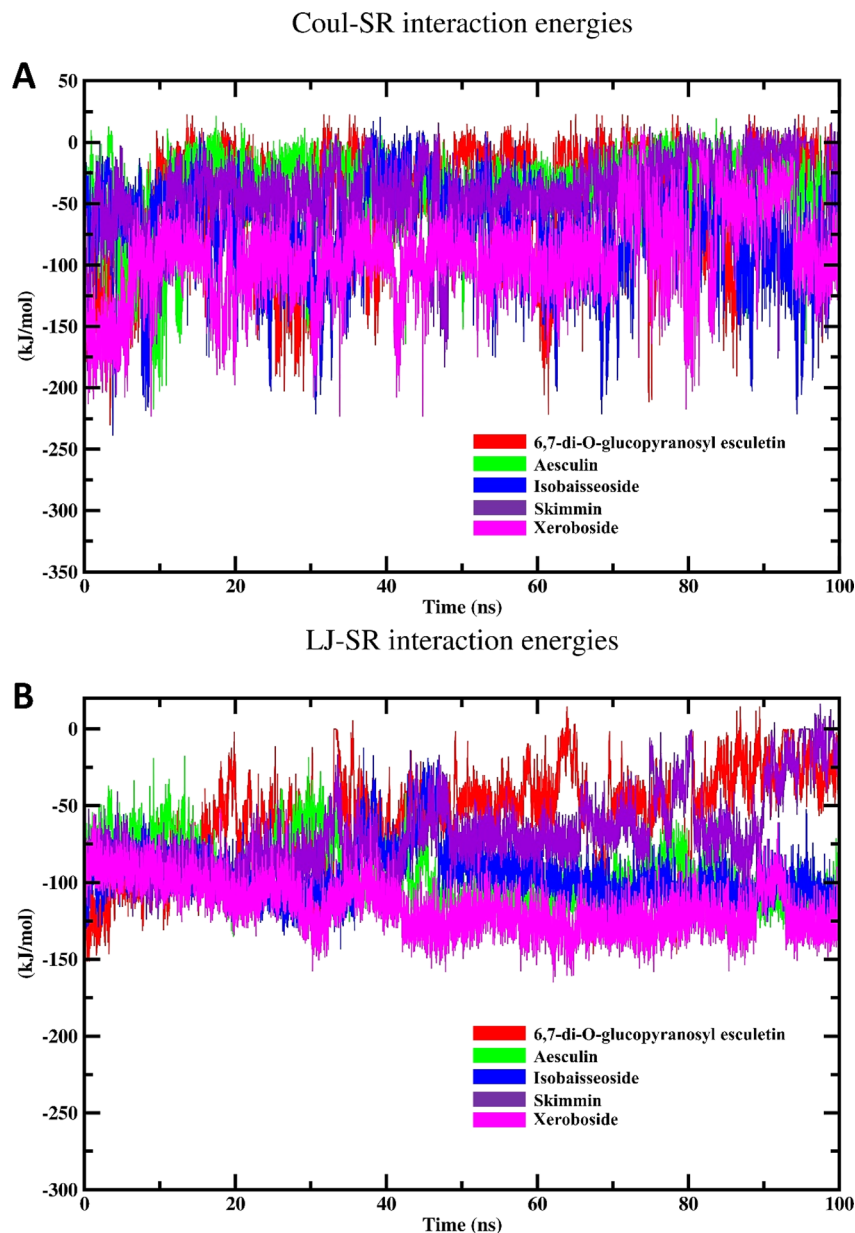 Coul-SR interaction energies
A
50
0
-50
-100
-150
-200
-250
-300
-350
(kJ/mol)
6,7-di-O-glucopyranosyl esculetin
Aesculin
Isobaisseoside
Skimmin
Xeroboside
0 20 40 60 80 100
Time (ns)
LJ-SR interaction energies
B
0
-50
-100
-150
-200
-250
-300
(kJ/mol)
6,7-di-O-glucopyranosyl esculetin
Aesculin
Isobaisseoside
Skimmin
Xeroboside
0 20 40 60 80 100
Time (ns)